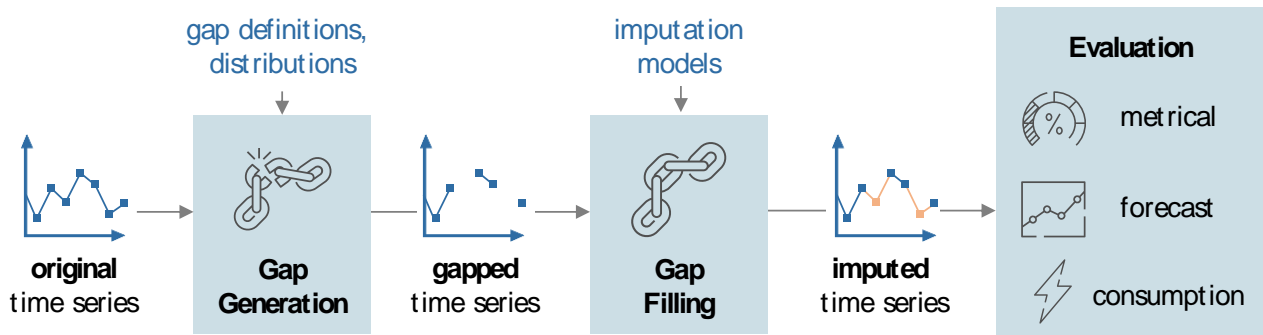 gap definitions,
distributions
imputation
models
Evaluation
%
metrical
forecast
consumption
original
time series
Gap
Generation
gapped
time series
Gap
Filling
imputed
time series